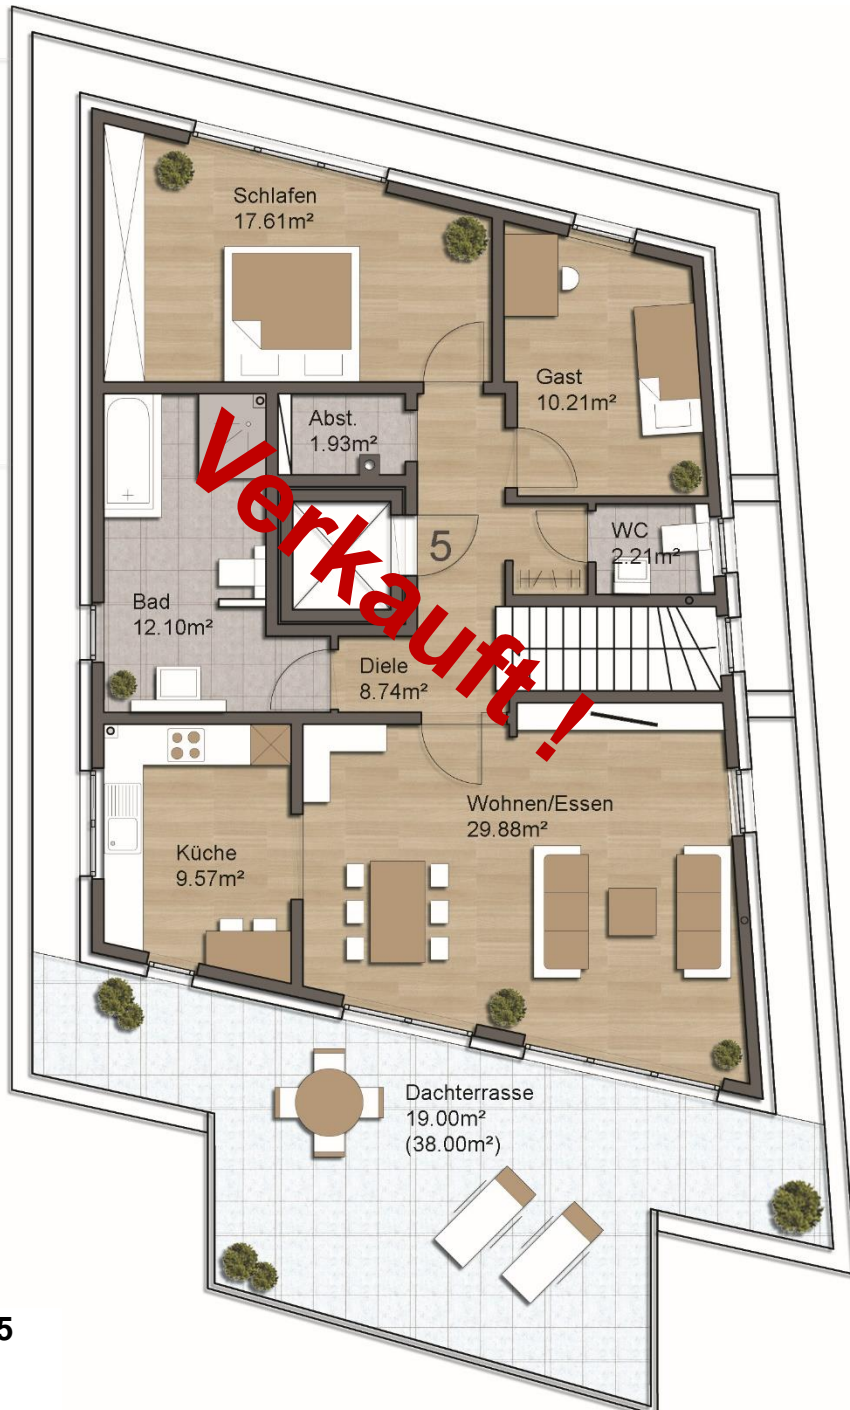 Schlafen
17.61m²
Gast
10.21m²
Abst.
1.93m²
Verkauft !
5
WC
2.21m²
Bad
12.10m²
Diele
8.74m²
Wohnen/Essen
29.88m²
Küche
9.57m²
Dachterrasse
19.00m²
(38.00m²)
5